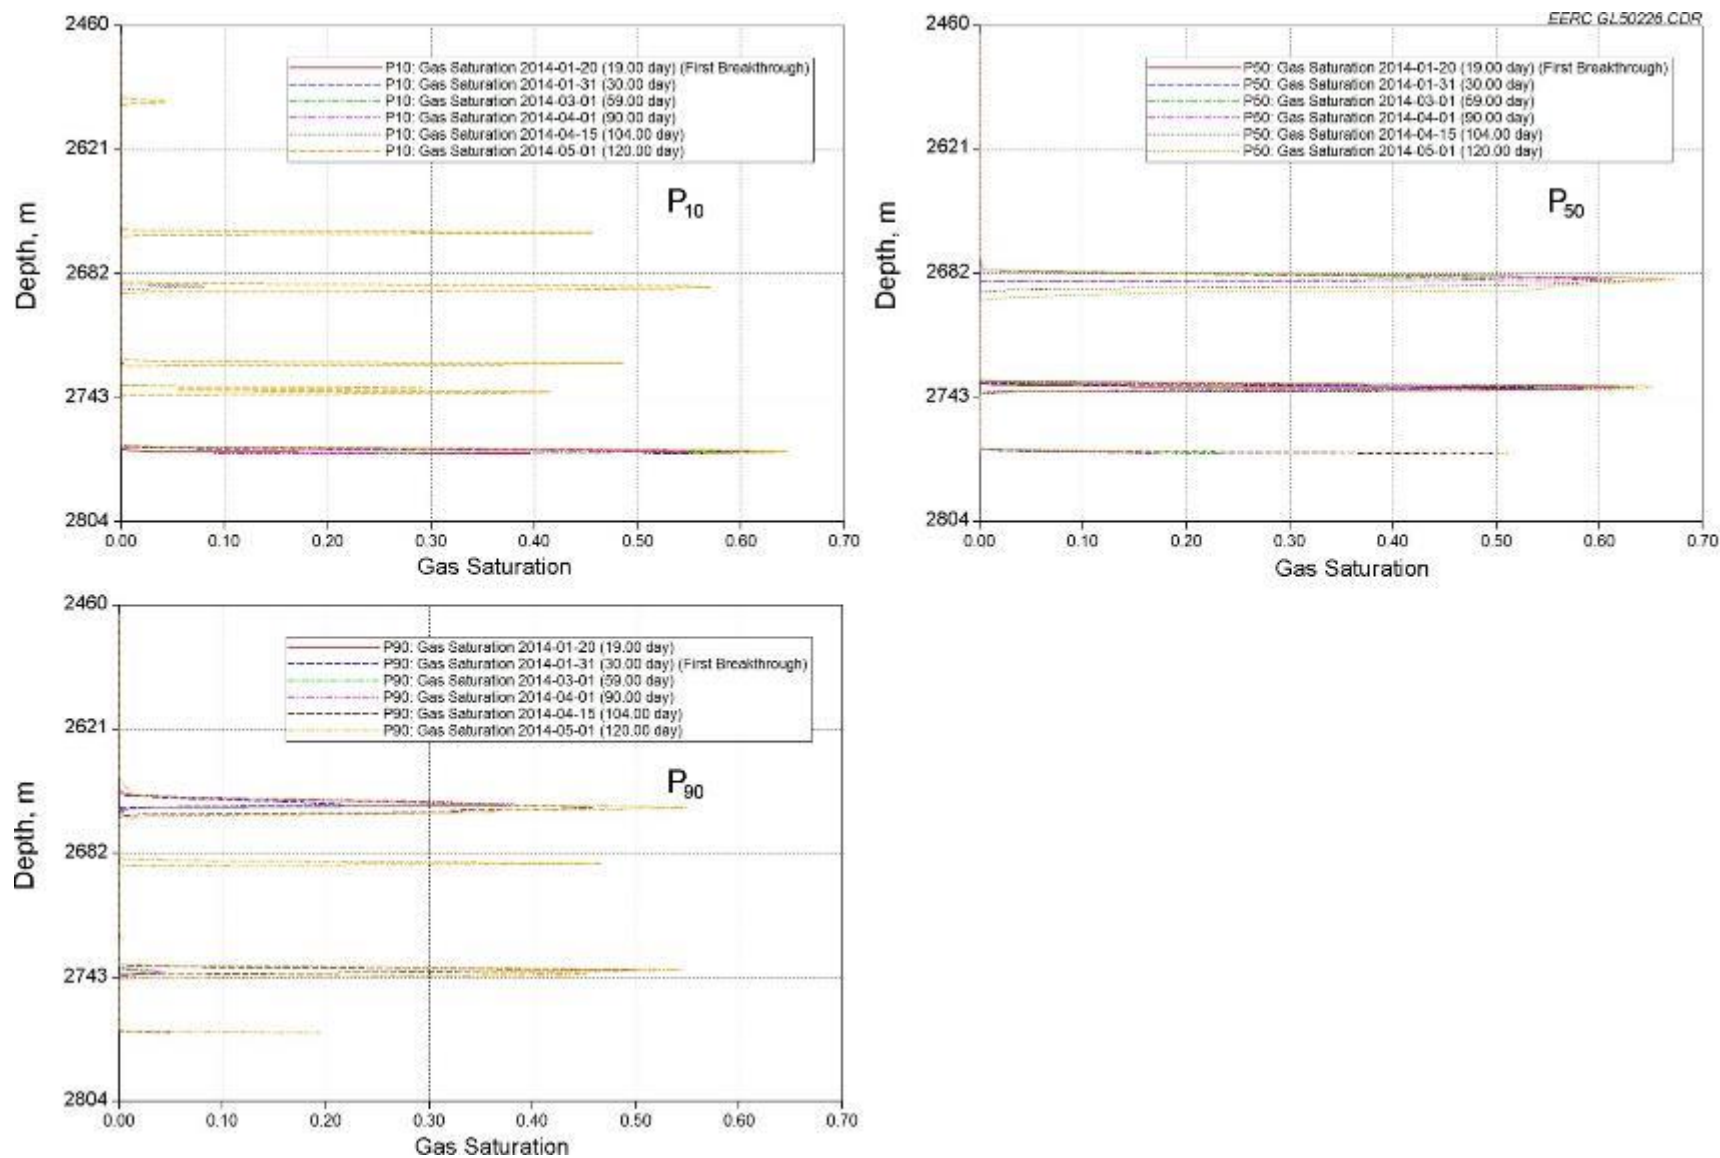 EERC GL50226.CDR
2460
P10: Gas Saturation 2014-01-20 (19.00 day) (First Breakthrough)
P10: Gas Saturation 2014-01-31 (30.00 day)
P10: Gas Saturation 2014-03-01 (59.00 day)
P10: Gas Saturation 2014-04-01 (90.00 day)
P10: Gas Saturation 2014-04-15 (104.00 day)
P10: Gas Saturation 2014-05-01 (120.00 day)
2621
P10
Depth, m
2682
2743
2804
0.00 0.10 0.20 0.30 0.40 0.50 0.60 0.70
Gas Saturation
2460
P50: Gas Saturation 2014-01-20 (19.00 day) (First Breakthrough)
P50: Gas Saturation 2014-01-31 (30.00 day)
P50: Gas Saturation 2014-03-01 (59.00 day)
P50: Gas Saturation 2014-04-01 (90.00 day)
P50: Gas Saturation 2014-04-15 (104.00 day)
P50: Gas Saturation 2014-05-01 (120.00 day)
2621
P50
Depth, m
2682
2743
2804
0.00 0.10 0.20 0.30 0.40 0.50 0.60 0.70
Gas Saturation
2460
P90: Gas Saturation 2014-01-20 (19.00 day)
P90: Gas Saturation 2014-01-31 (30.00 day) (First Breakthrough)
P90: Gas Saturation 2014-03-01 (59.00 day)
P90: Gas Saturation 2014-04-01 (90.00 day)
P90: Gas Saturation 2014-04-15 (104.00 day)
P90: Gas Saturation 2014-05-01 (120.00 day)
2621
P90
Depth, m
2682
2743
2804
0.00 0.10 0.20 0.30 0.40 0.50 0.60 0.70
Gas Saturation